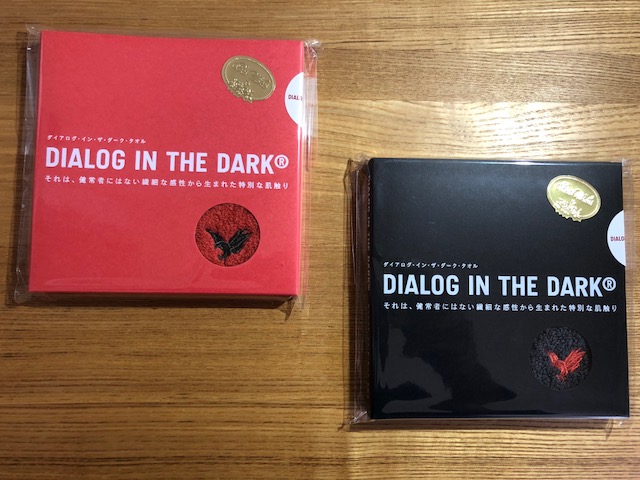 ダイアログ・イン・ザ・ダーク・タオル
DIALOG IN THE DARK®
それは、健常者にはない繊細な感性から生まれた特別な肌触り
DIALO
ダイアログ・イン・ザ・ダーク・タオル
DIALOG IN THE DARK®
それは、健常者にはない繊細な感性から生まれた特別な肌触り
DIALO